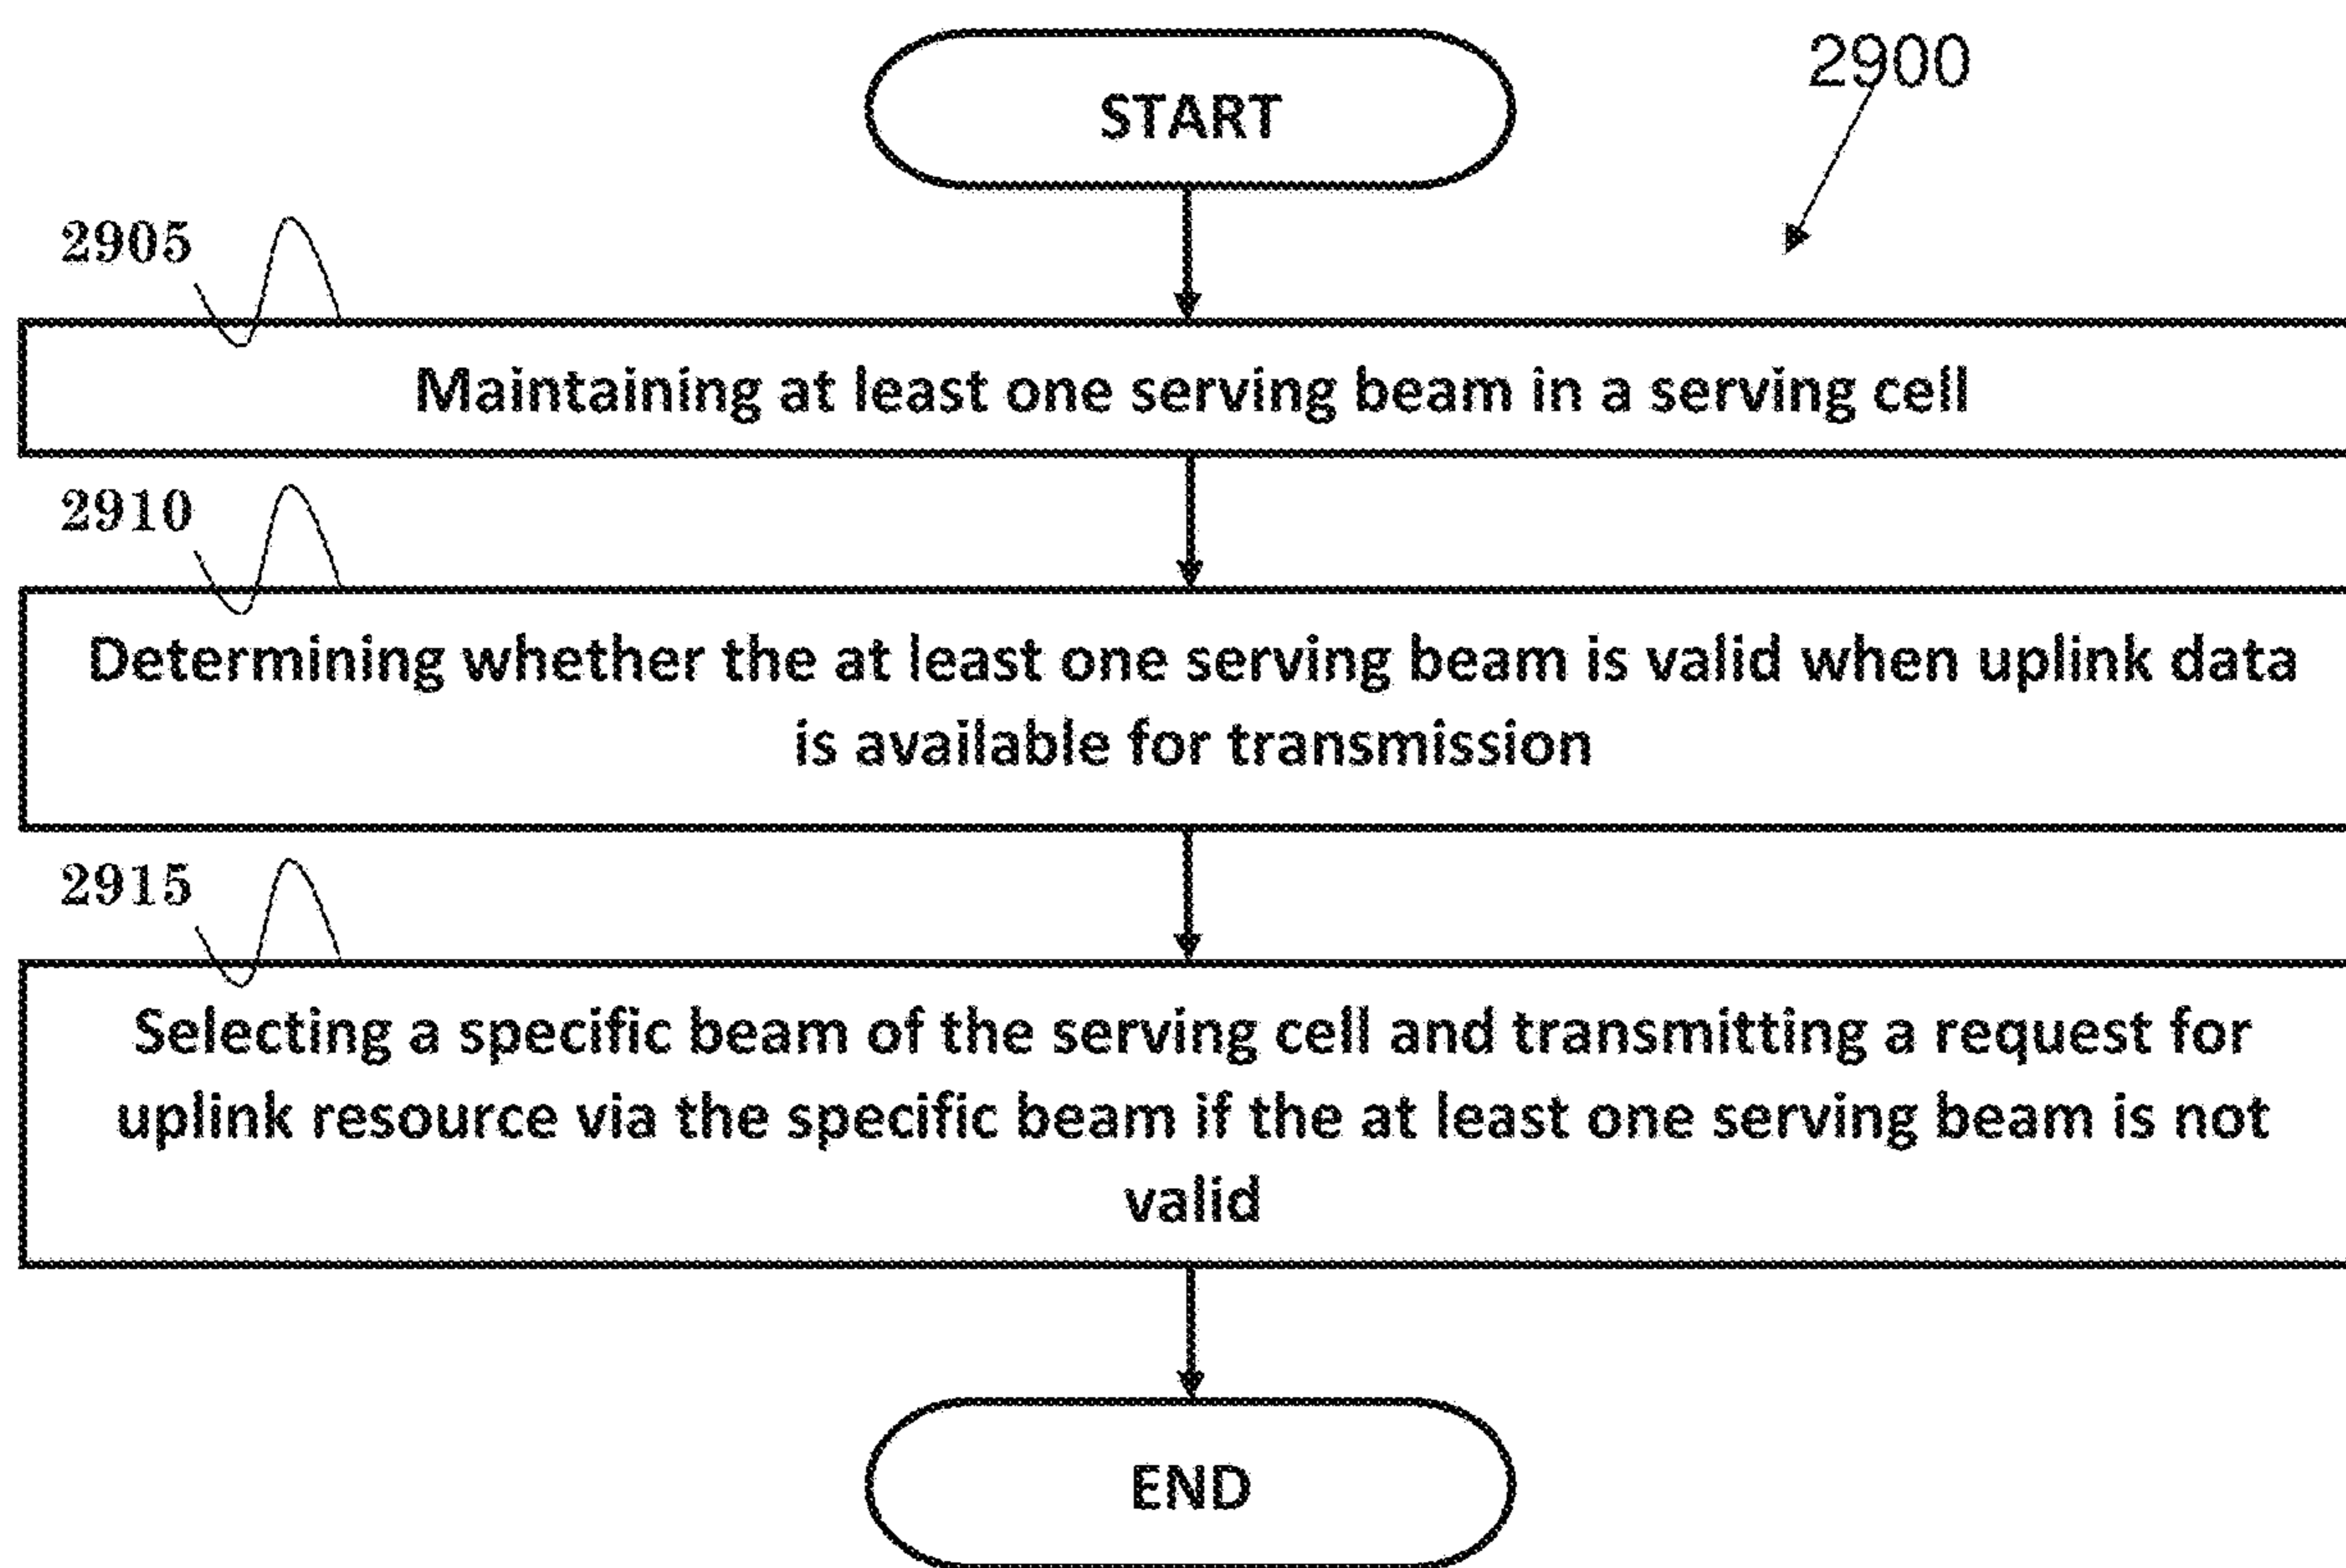 START
2900
2905
Maintaining at least one serving beam in a serving cell
2910
Determining whether the at least one serving beam is valid when uplink data
is available for transmission
2915
Selecting a specific beam of the serving cell and transmitting a request for
uplink resource via the specific beam if the at least one serving beam is not
valid
END